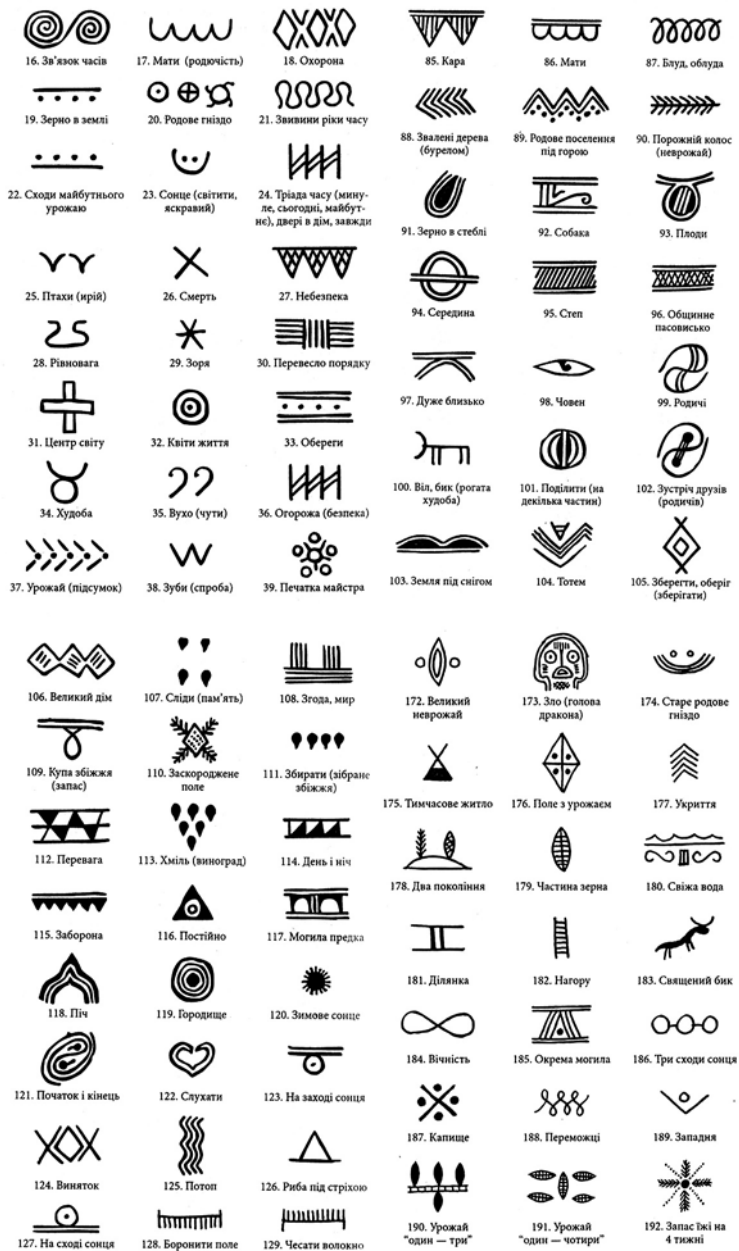 16. Зв'язок часів
17. Мати (родючість)
18. Охорона
19. Зерно в землі
20. Родове гніздо
21. Звивини ріки часу
22. Сходи майбутнього
урожаю
23. Сонце (світити,
яскравий)
24. Тріада часу (мину-
ле, сьогодні, майбут-
нє), двері в дім, завжди
25. Птахи (ирій)
26. Смерть
27. Небезпека
28. Рівновага
29. Зоря
30. Перевесло порядку
31. Центр світу
32. Квіти життя
33. Обереги
34. Худоба
35. Вухо (чути)
36. Огорожа (безпека)
37. Урожай (підсумок)
38. Зуби (спроба)
39. Печатка майстра
85. Кара
86. Мати
87. Блуд, облуда
88. Звалені дерева
(бурелом)
89. Родове поселення
під горою
90. Порожній колос
(неврожай)
91. Зерно в стеблі
92. Собака
93. Плоди
94. Середина
95. Степ
96. Общинне
пасовисько
97. Дуже близько
98. Човен
99. Родичі
100. Віл, бик (рогата
худоба)
101. Поділити (на
декілька частин)
102. Зустріч друзів
(родичів)
103. Земля під снігом
104. Тотем
105. Зберегти, оберіг
(зберігати)
106. Великий дім
107. Сліди (пам'ять)
108. Згода, мир
109. Купа збіжжя
(запас)
110. Заскороджене
поле
111. Збирати (зібране
збіжжя)
112. Перевага
113. Хміль (виноград)
114. День і ніч
115. Заборона
116. Постійно
117. Могила предка
118. Піч
119. Городище
120. Зимове сонце
121. Початок і кінець
122. Слухати
123. На заході сонця
124. Виняток
125. Потоп
126. Риба під стріхою
127. На сході сонця
128. Боронити поле
129. Чесати волокно
172. Великий
неврожай
173. Зло (голова
дракона)
174. Старе родове
гніздо
175. Тимчасове житло
176. Поле з урожаєм
177. Укриття
178. Два покоління
179. Частина зерна
180. Свіжа вода
181. Ділянка
182. Нагору
183. Священий бик
184. Вічність
185. Окрема могила
186. Три сходи сонця
187. Капище
188. Переможці
189. Западня
190. Урожай
"один — три"
191. Урожай
"один — чотири"
192. Запас їжі на
4 тижні